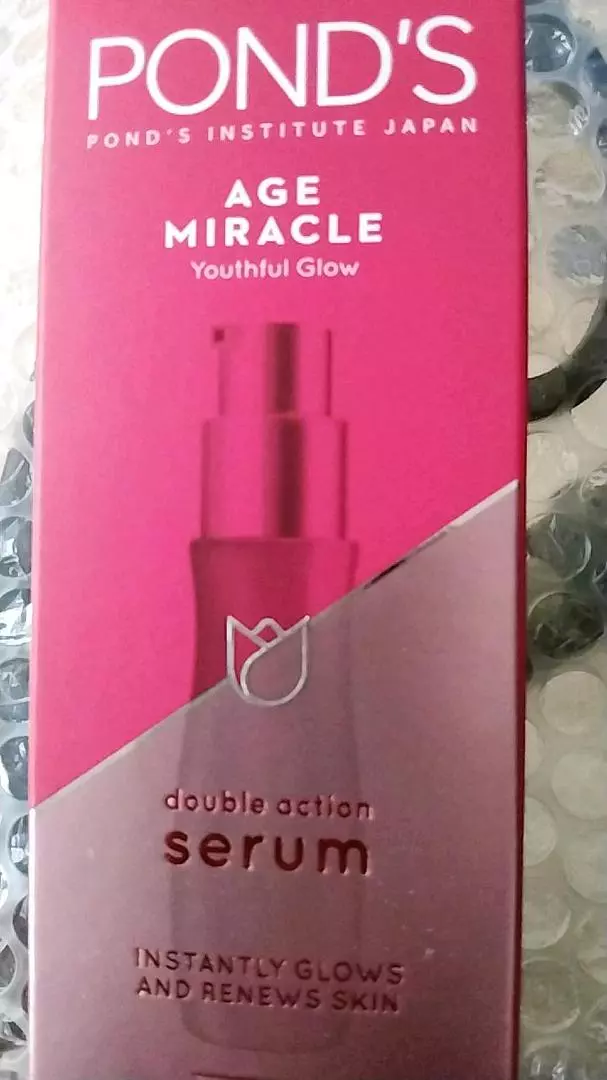 POND'S
POND'S INSTITUTE JAPAN
AGE
MIRACLE
Youthful Glow
double action
serum
INSTANTLY GLOWS
AND RENEWS SKIN